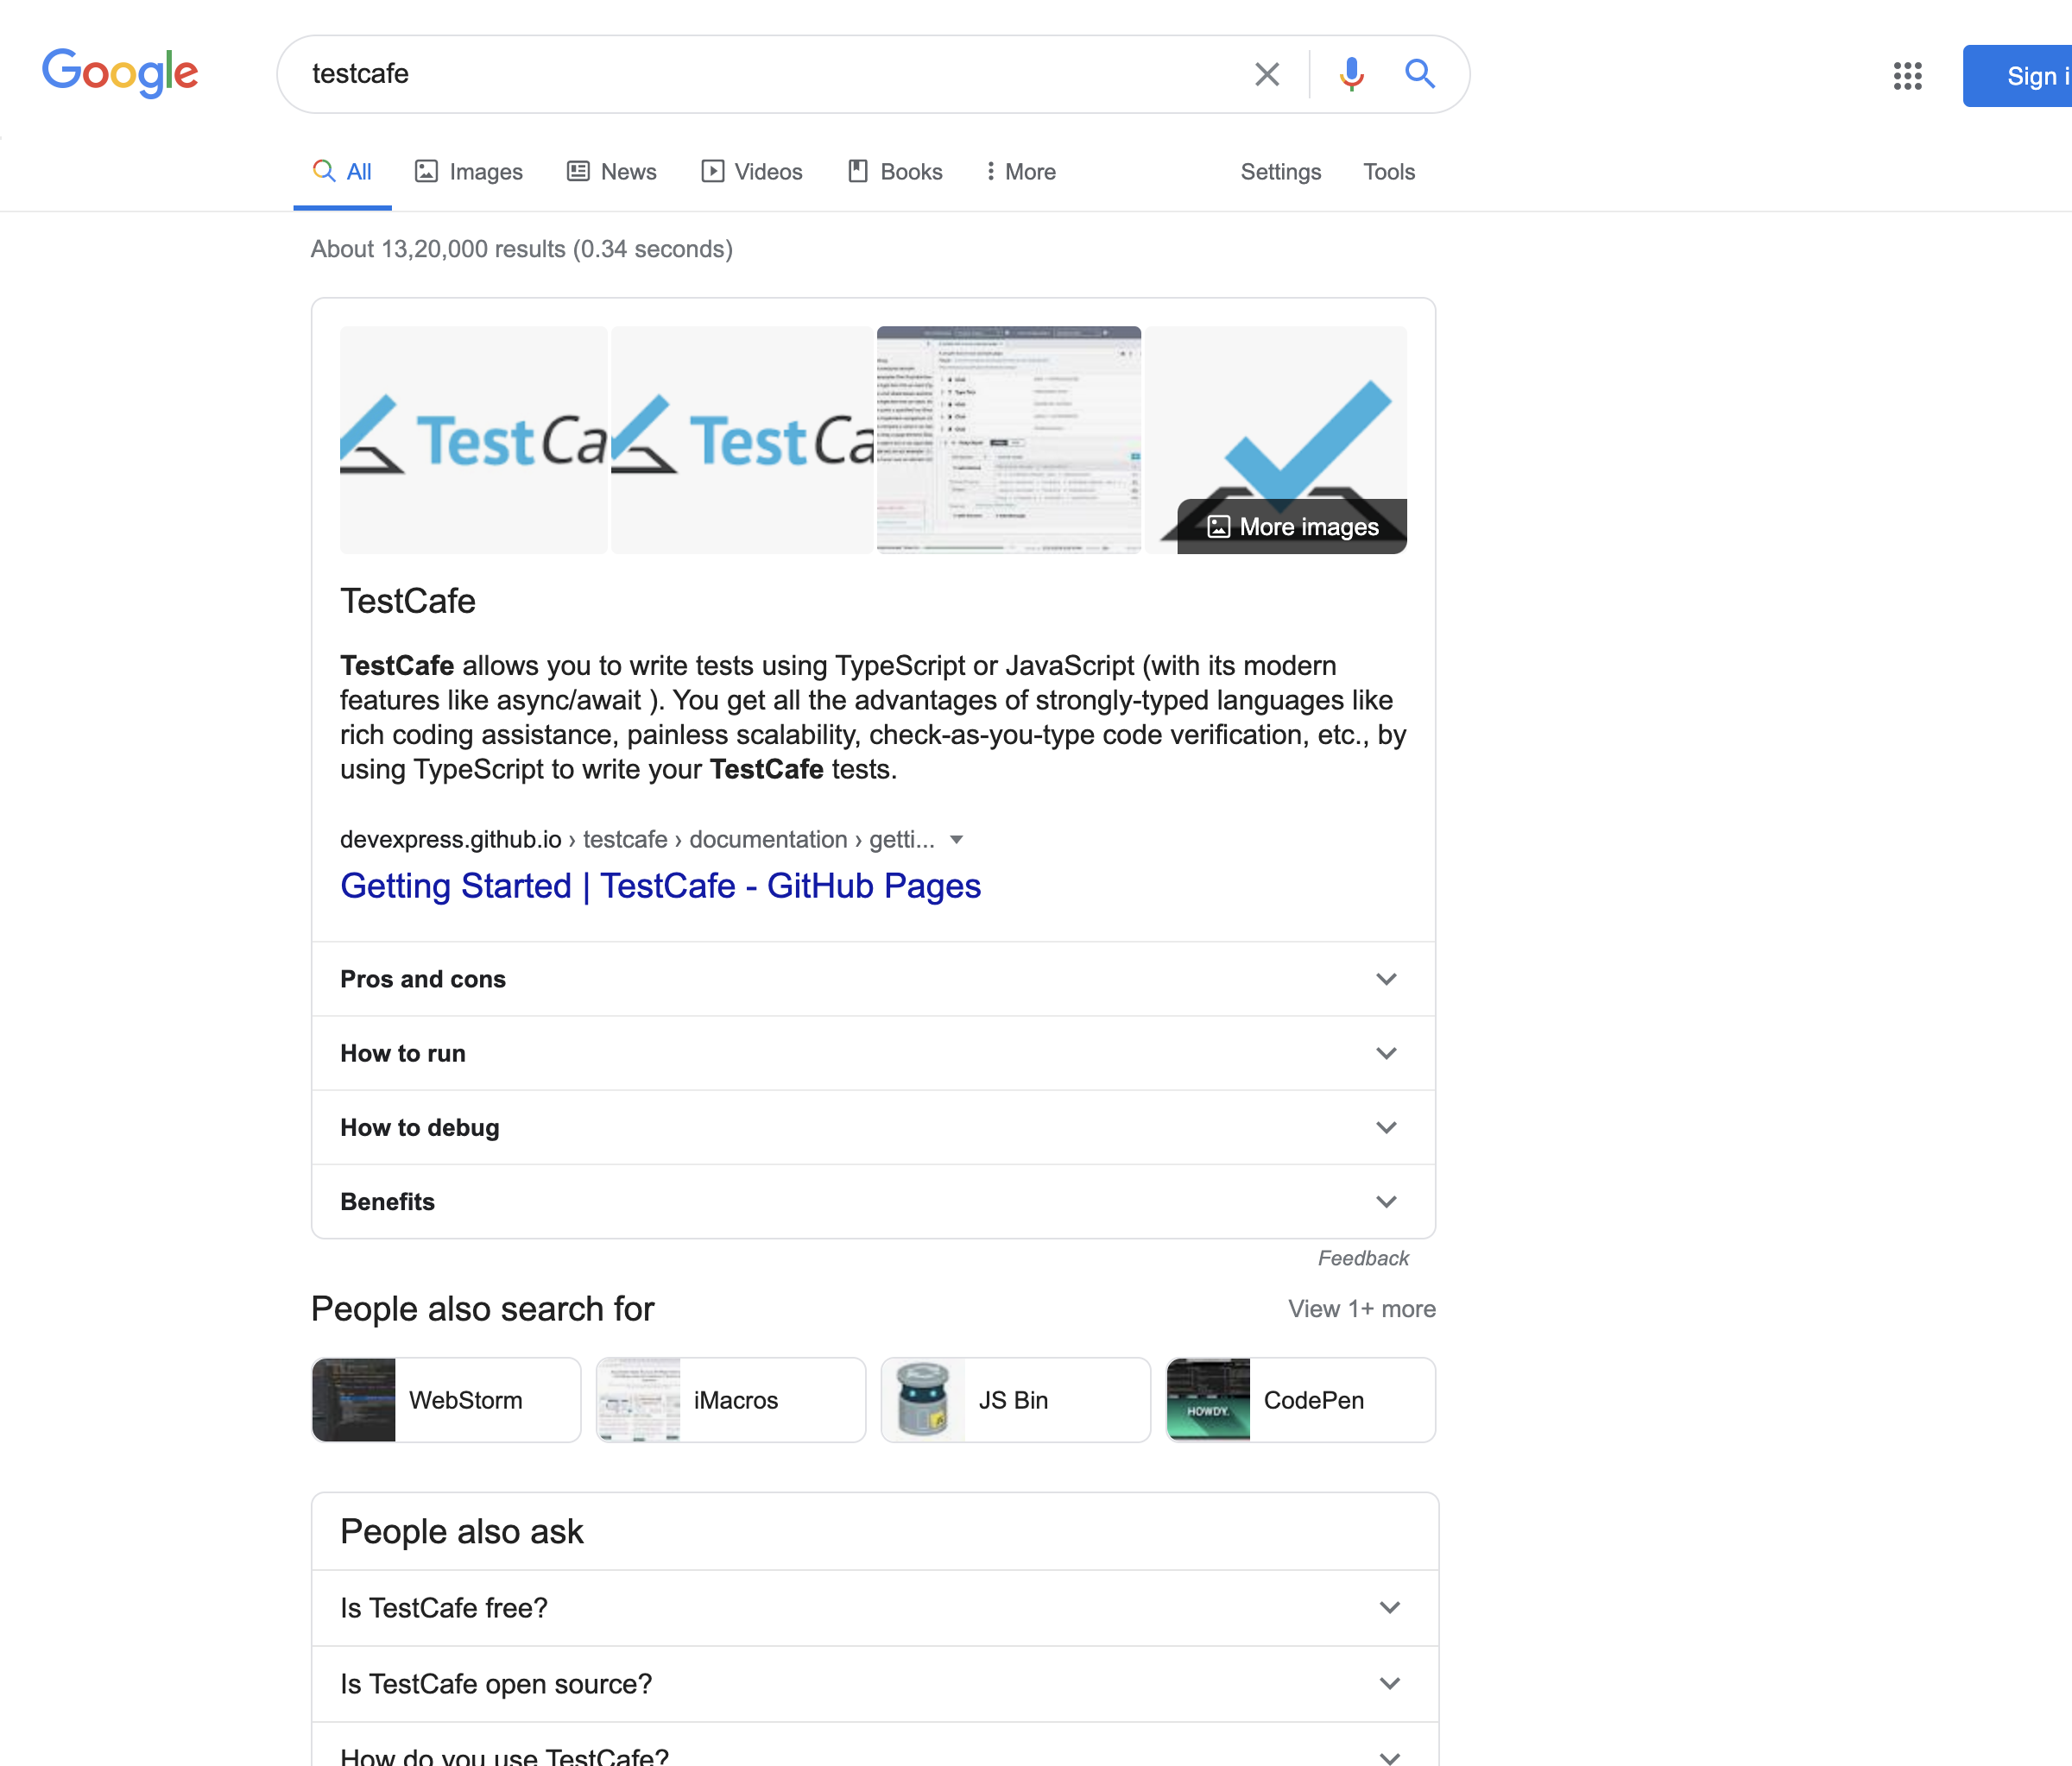 Google
testcafe
Sign i
All Images News Videos Books More Settings Tools
About 13,20,000 results (0.34 seconds)
TestCa TestCa
More images
TestCafe
TestCafe allows you to write tests using TypeScript or JavaScript (with its modern
features like async/await ). You get all the advantages of strongly-typed languages like
rich coding assistance, painless scalability, check-as-you-type code verification, etc., by
using TypeScript to write your TestCafe tests.
devexpress.github.io › testcafe › documentation › getti...
Getting Started | TestCafe - GitHub Pages
Pros and cons
How to run
How to debug
Benefits
Feedback
People also search for View 1+ more
WebStorm iMacros JS Bin HOWDY. CodePen
People also ask
Is TestCafe free?
Is TestCafe open source?
How do you use TestCafe?